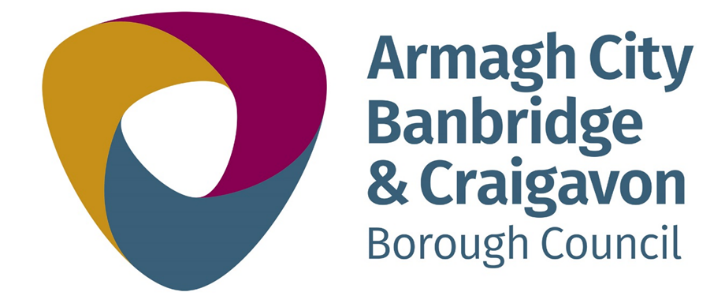 Armagh City
Banbridge
& Craigavon
Borough Council